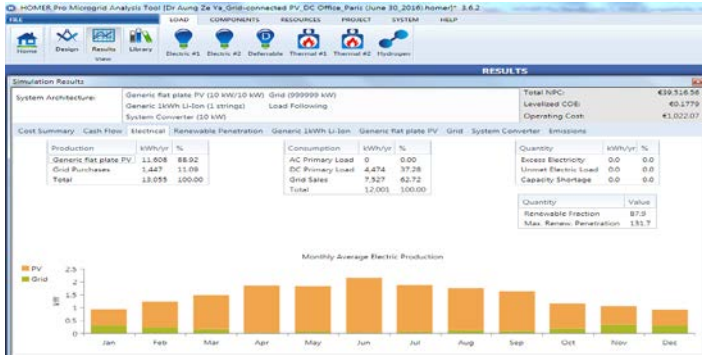 HOMER Pro Microgrid Analysis Tool [Dr Aung Ze Ya_Grid-connected PV_DC Office_Paris (June 30_2016).homer]* 3.6.2
FILE LOAD COMPONENTS RESOURCES PROJECT SYSTEM HELP
Home Design Results Library Electric #1 Electric #2 Deferrable Thermal #1 Thermal #2 Hydrogen
View
RESULTS
Simulation Results
System Architecture: Generic flat plate PV (10 kW/10 kW) Grid (999999 kW)
Generic 1kWh Li-Ion (1 strings) Load Following
System Converter (10 kW)
Total NPC: €39,516.56
Levelized COE: €0.1779
Operating Cost: €1,022.07
Cost Summary Cash Flow Electrical Renewable Penetration Generic 1kWh Li-Ion Generic flat plate PV Grid System Converter Emissions
Production kWh/yr %
Generic flat plate PV 11,608 88.92
Grid Purchases 1,447 11.09
Total 13,055 100.00
Consumption kWh/yr %
AC Primary Load 0 0.00
DC Primary Load 4,474 37.28
Grid Sales 7,527 62.72
Total 12,001 100.00
Quantity kWh/yr %
Excess Electricity 0.0 0.0
Unmet Electric Load 0.0 0.0
Capacity Shortage 0.0 0.0
Quantity Value
Renewable Fraction 87.9
Max. Renew. Penetration 131.7
Monthly Average Electric Production
PV
Grid
kW
2.5
2
1.5
1
0.5
0
Jan Feb Mar Apr May Jun Jul Aug Sep Oct Nov Dec